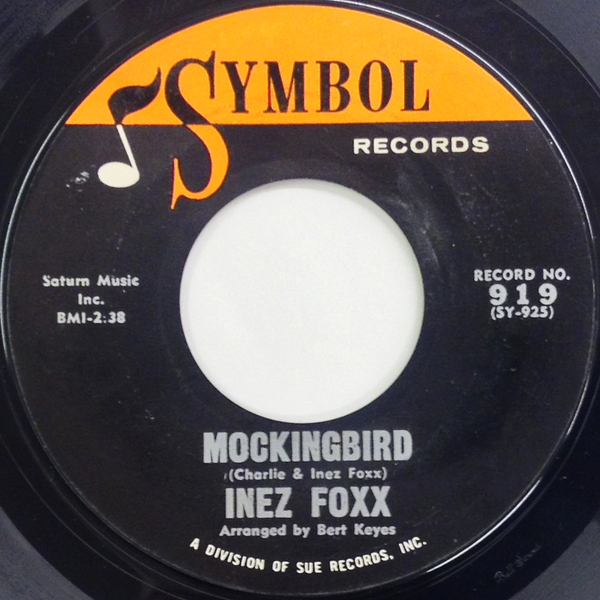 SYMBOL
RECORDS
Saturn Music
Inc.
BMI-2:38
RECORD NO.
919
(SY-925)
MOCKINGBIRD
(Charlie & Inez Foxx)
INEZ FOXX
Arranged by Bert Keyes
A DIVISION OF SUE RECORDS, INC.